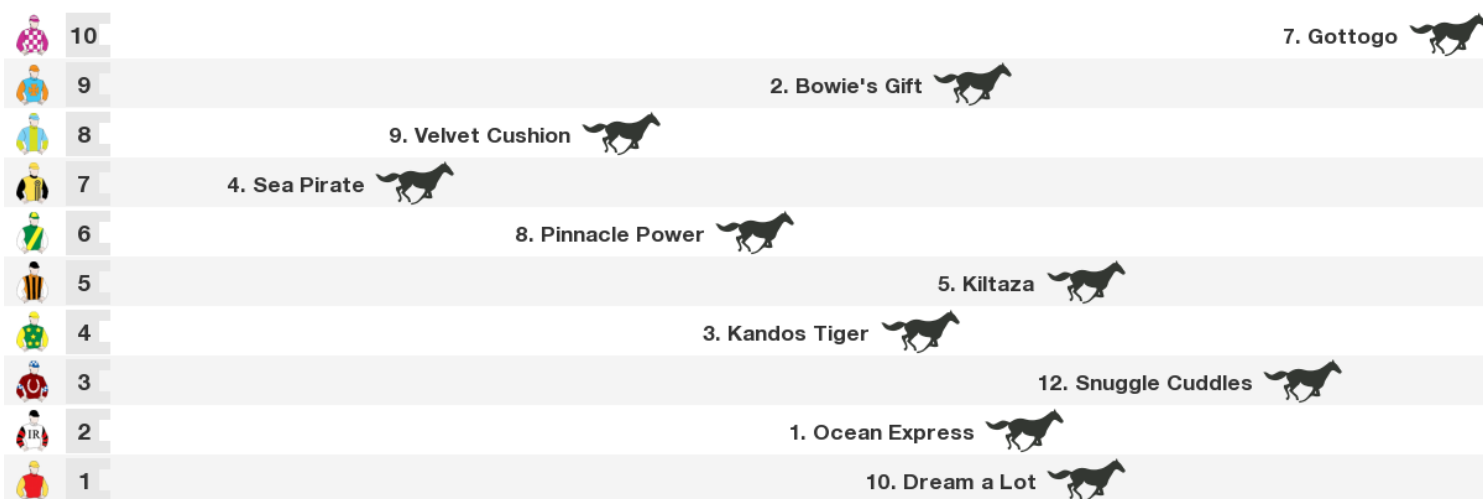 10 7. Gottogo
9 2. Bowie's Gift
8 9. Velvet Cushion
7 4. Sea Pirate
6 8. Pinnacle Power
5 5. Kiltaza
4 3. Kandos Tiger
3 12. Snuggle Cuddles
IR 2 1. Ocean Express
1 10. Dream a Lot